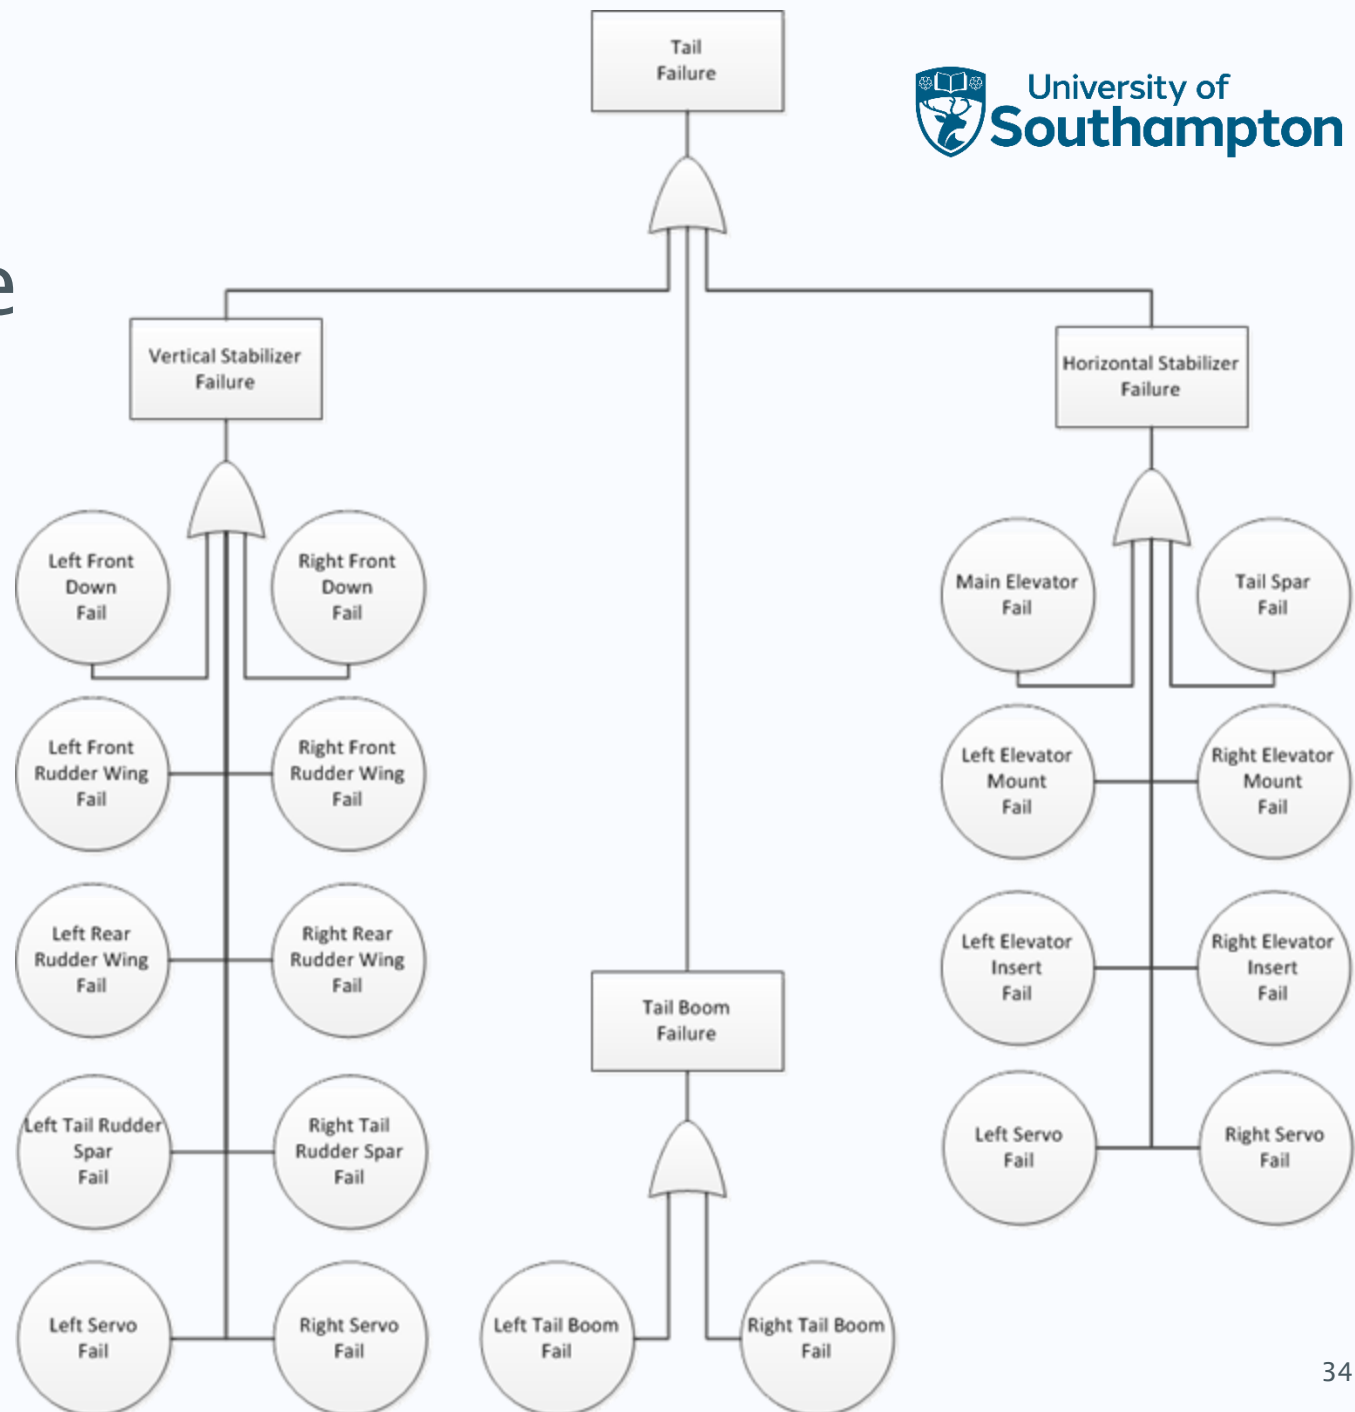 Tail
Failure
University of
Southampton
e
Vertical Stabilizer
Failure
Horizontal Stabilizer
Failure
Left Front
Down
Fail
Right Front
Down
Fail
Main Elevator
Fail
Tail Spar
Fail
Left Front
Rudder Wing
Fail
Right Front
Rudder Wing
Fail
Left Elevator
Mount
Fail
Right Elevator
Mount
Fail
Left Rear
Rudder Wing
Fail
Right Rear
Rudder Wing
Fail
Left Elevator
Insert
Fail
Right Elevator
Insert
Fail
Tail Boom
Failure
Left Tail Rudder
Spar
Fail
Right Tail
Rudder Spar
Fail
Left Servo
Fail
Right Servo
Fail
Left Servo
Fail
Right Servo
Fail
Left Tail Boom
Fail
Right Tail Boom
Fail
34